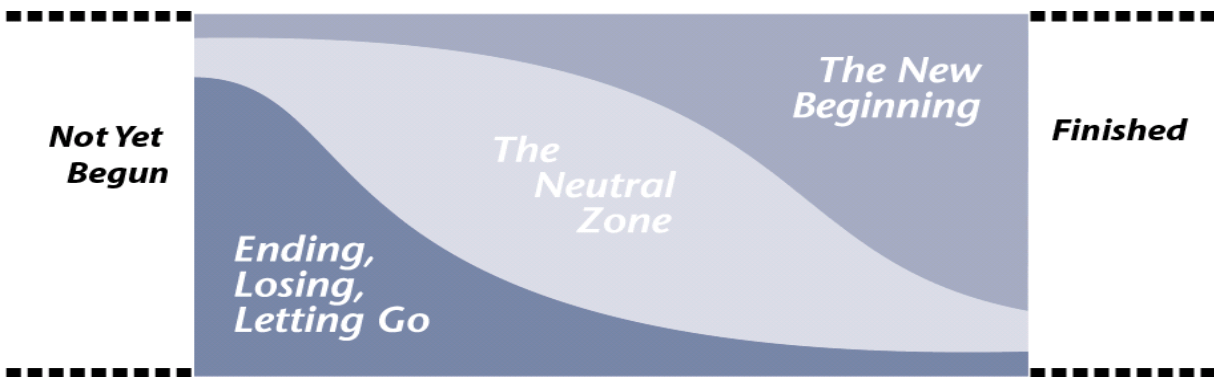 Not Yet
Begun
Ending,
Losing,
Letting Go
The
Neutral
Zone
The New
Beginning
Finished